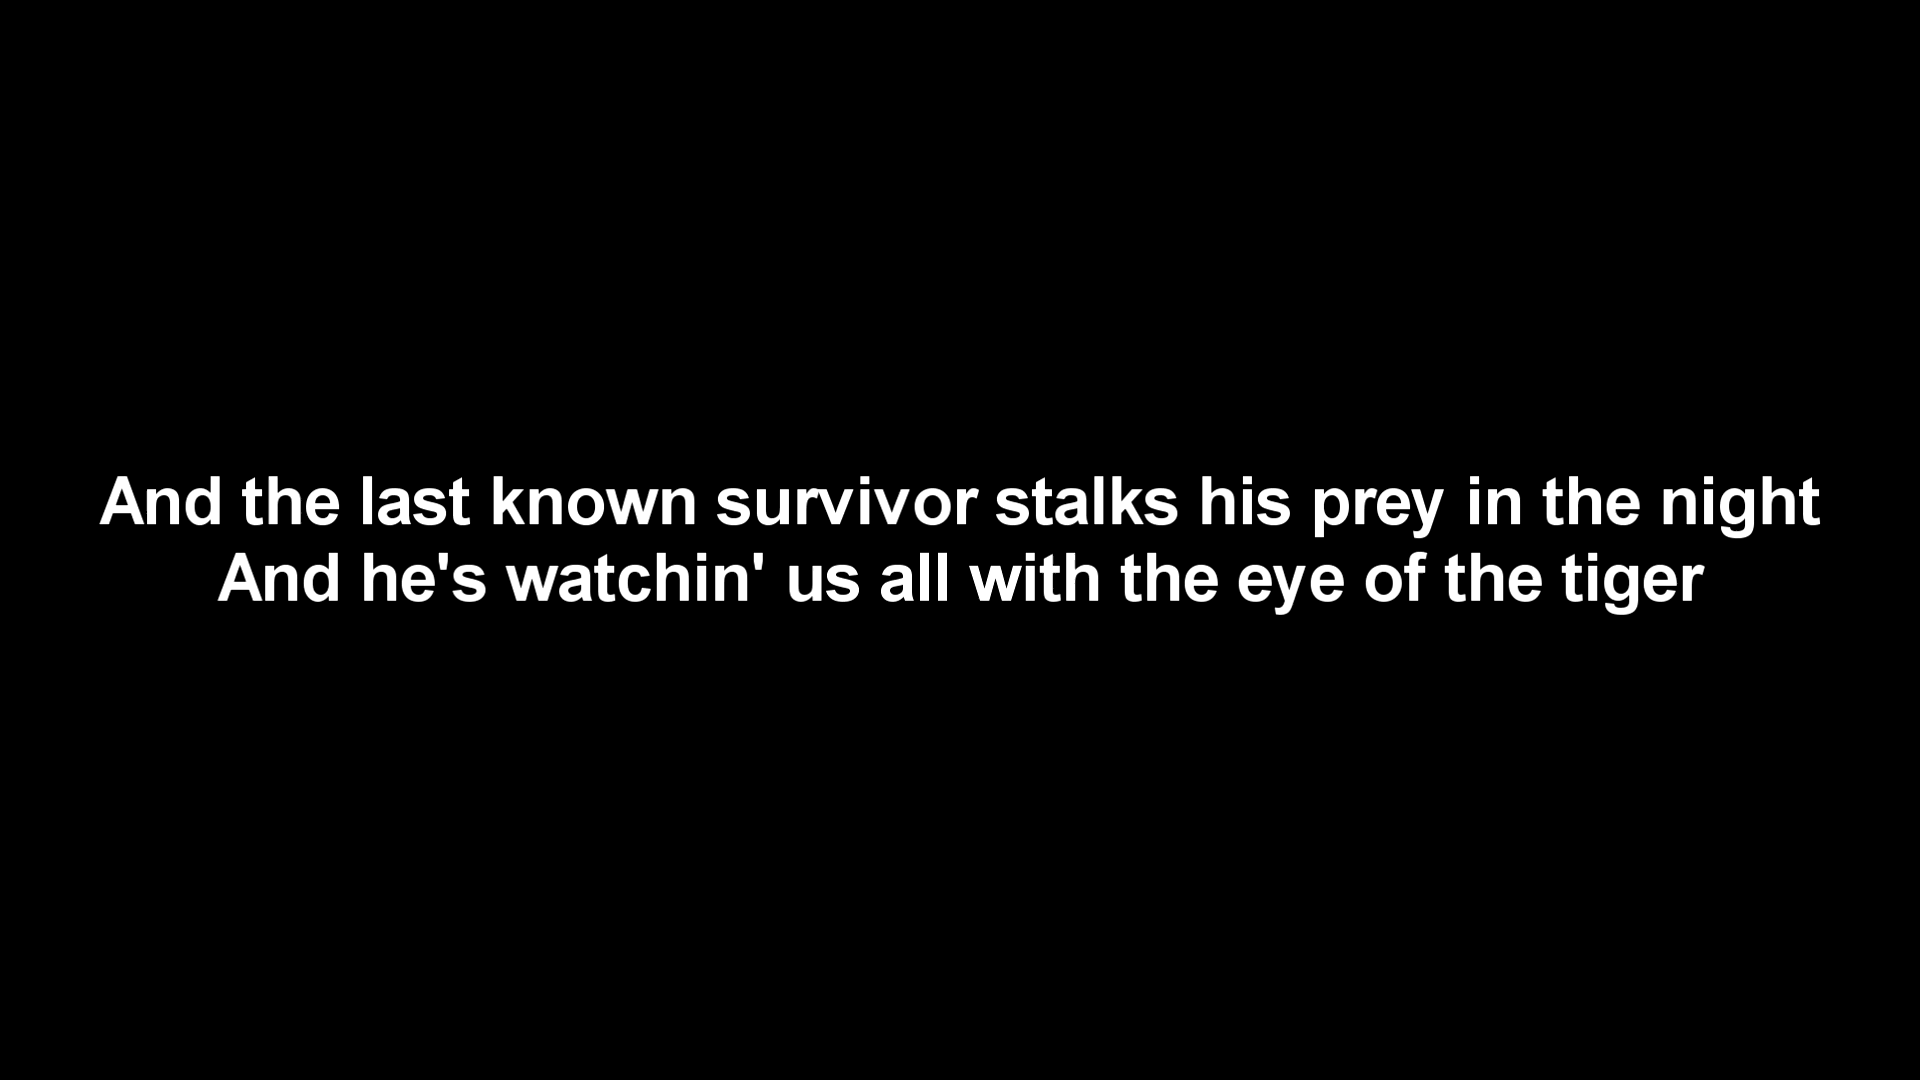 And the last known survivor stalks his prey in the night
And he's watchin' us all with the eye of the tiger